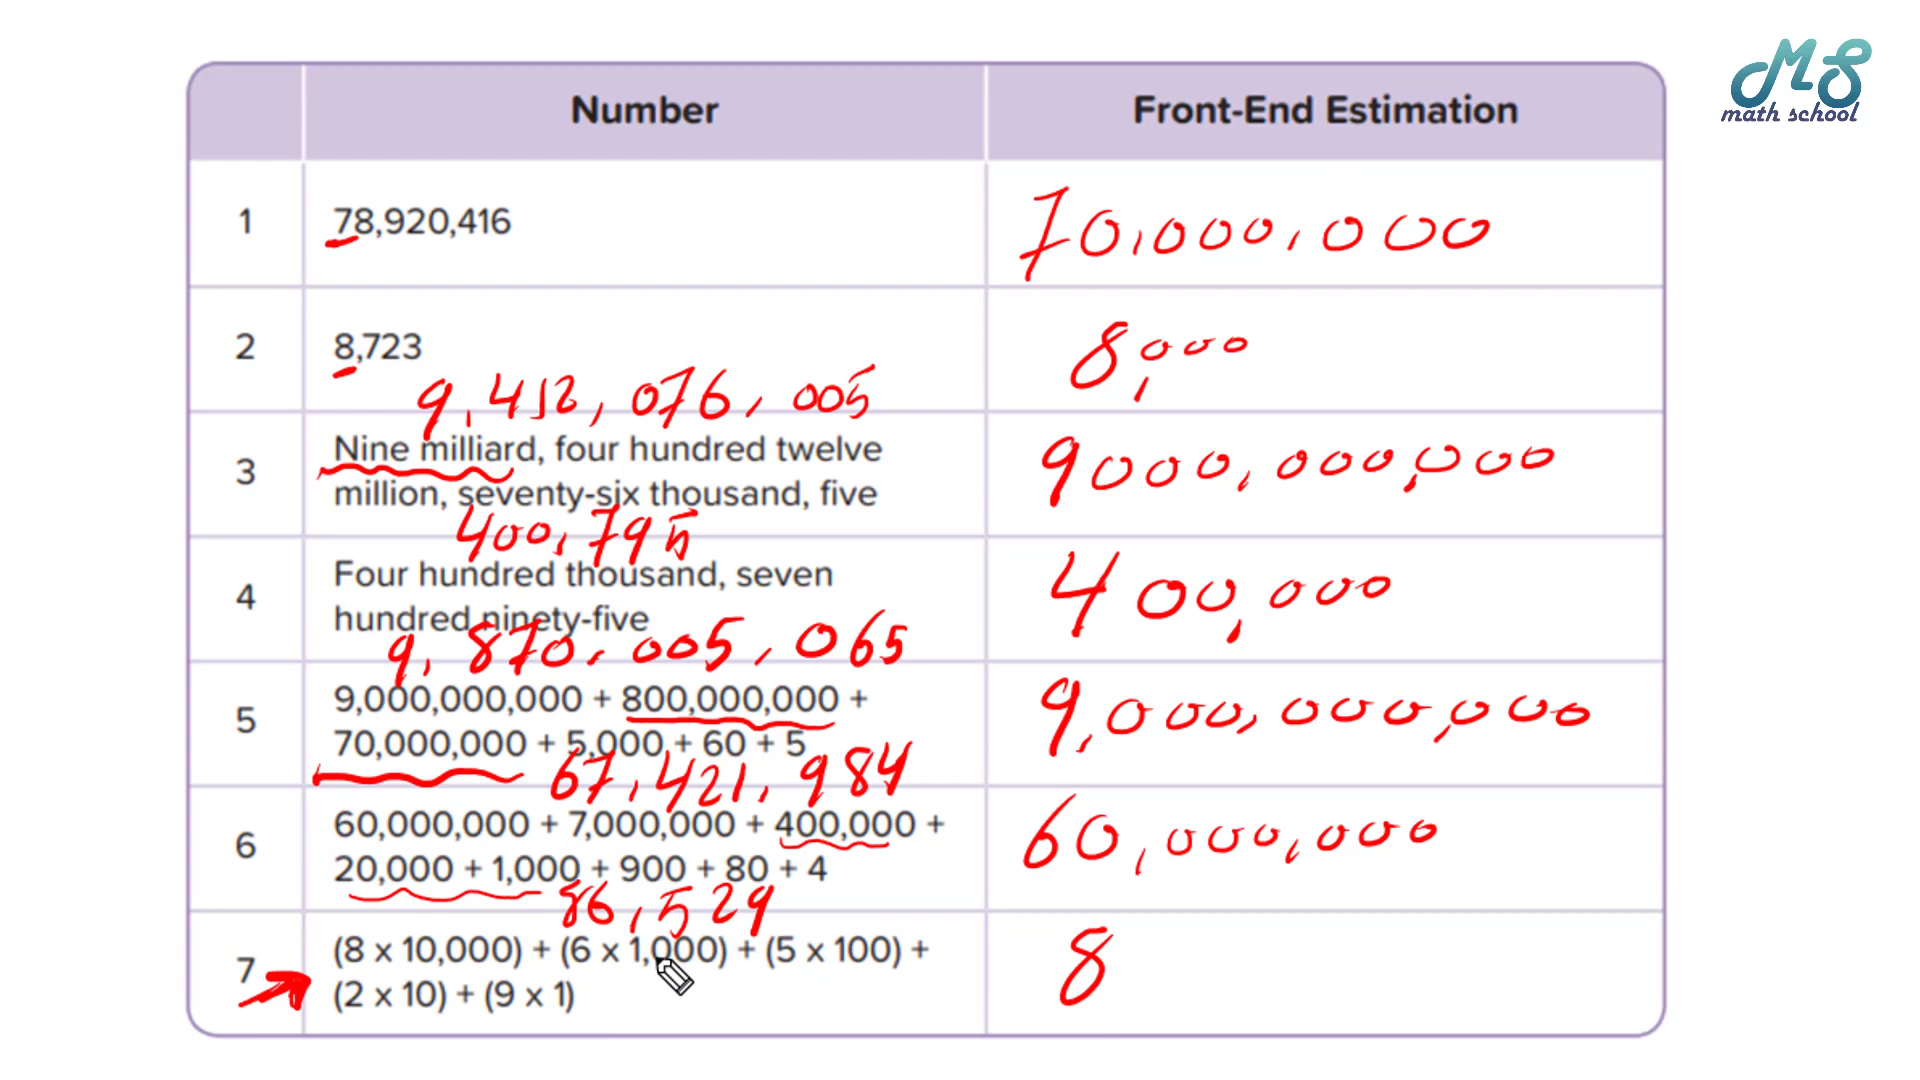 MS
math school
Number Front-End Estimation
1 78,920,416 70,000,000
2 8,723 8,000
9,412,076,005
3 Nine milliard, four hundred twelve 9000,000,000
million, seventy-six thousand, five
400,795
4 Four hundred thousand, seven 400,000
hundred ninety-five
9,870,005,065
5 9,000,000,000 + 800,000,000 + 9,000,000,000
70,000,000 + 5,000 + 60 + 5
67,421,984
6 60,000,000 + 7,000,000 + 400,000 + 60,000,000
20,000 + 1,000 + 900 + 80 + 4
86,529
7 (8 x 10,000) + (6 x 1,000) + (5 x 100) + 8
(2 x 10) + (9 x 1)